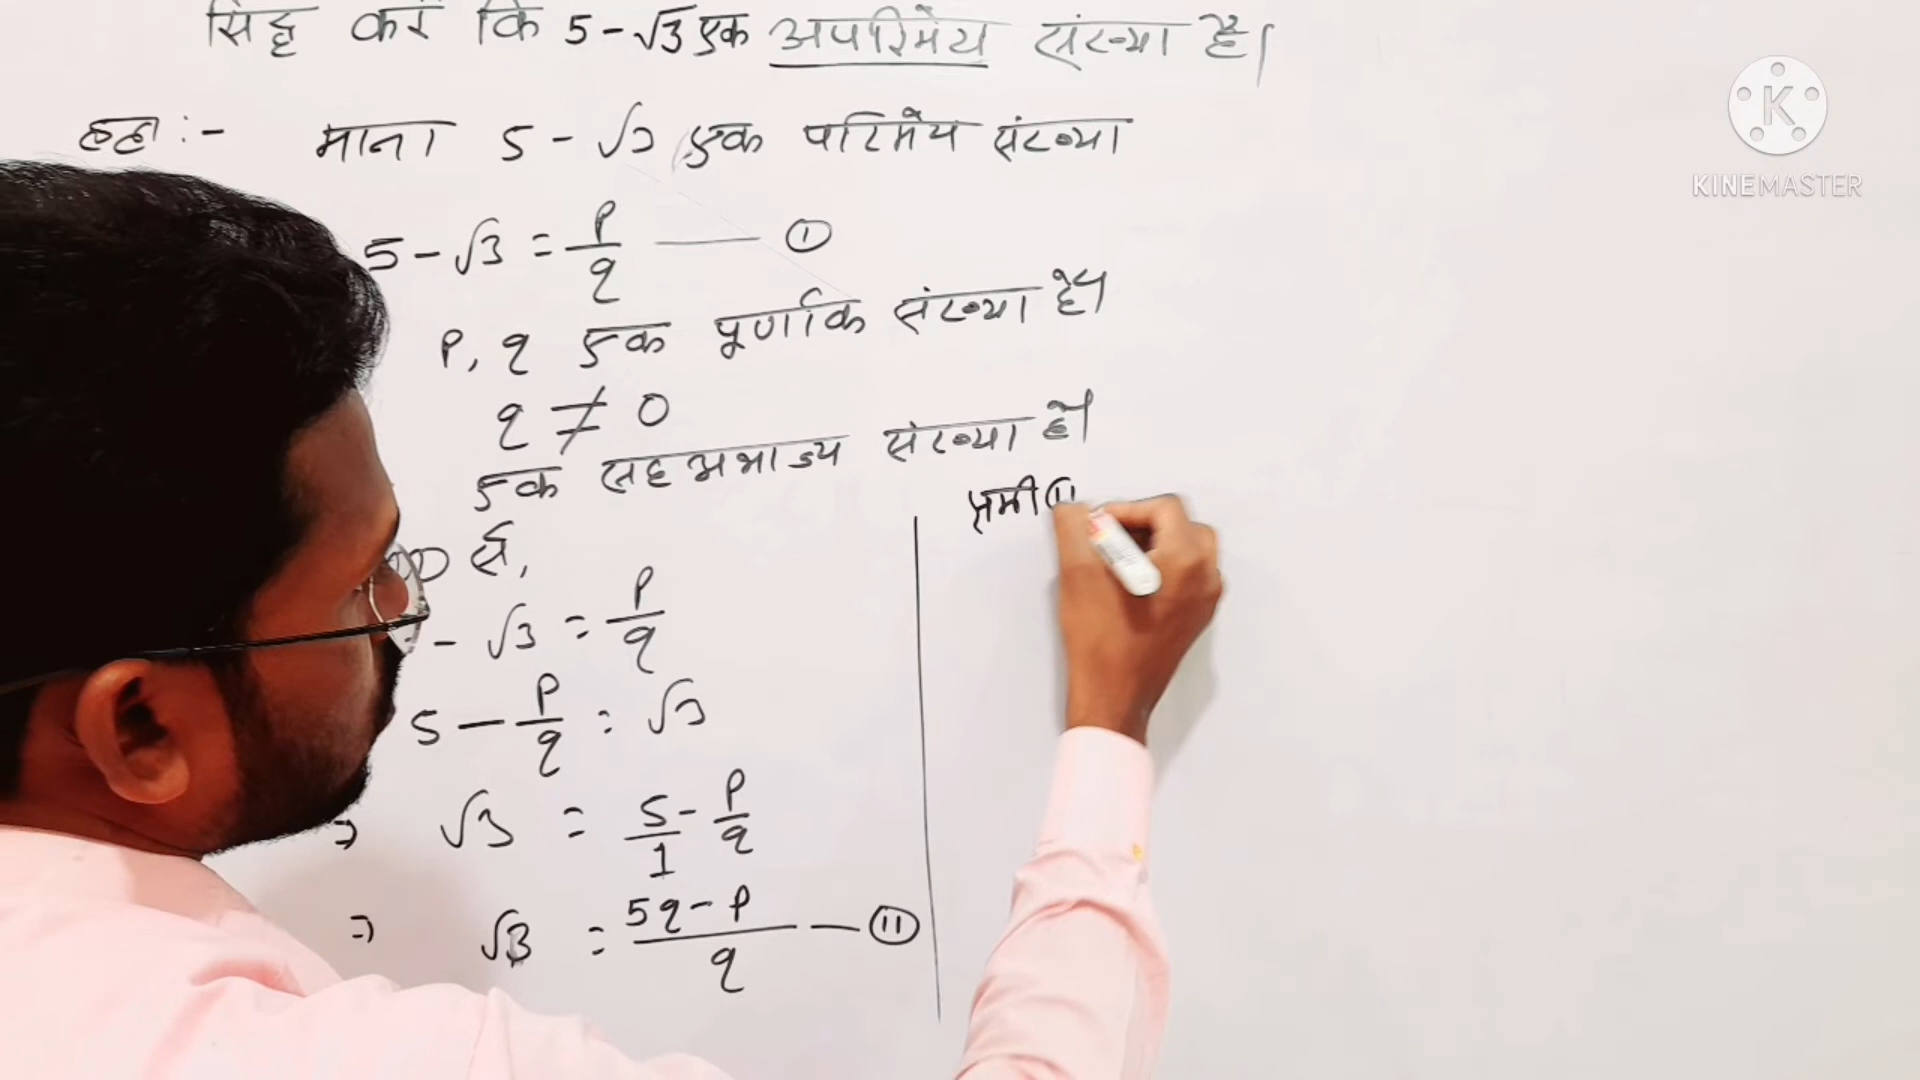 सिद्ध करें कि 5-√3 एक अपरिमेय संख्या है।
हल :- माना 5-√3 एक परिमेय संख्या
5-√3 = p/q —— ①
P, q एक पूर्णांक संख्या है।
q ≠ 0
एक सहअभाज्य संख्या है।
से,
- √3 = p/q
5 - p/q = √3
⇒ √3 = 5/1 - p/q
⇒ √3 = (5q-p)/q — ⑪
समी ⑪
KINEMASTER